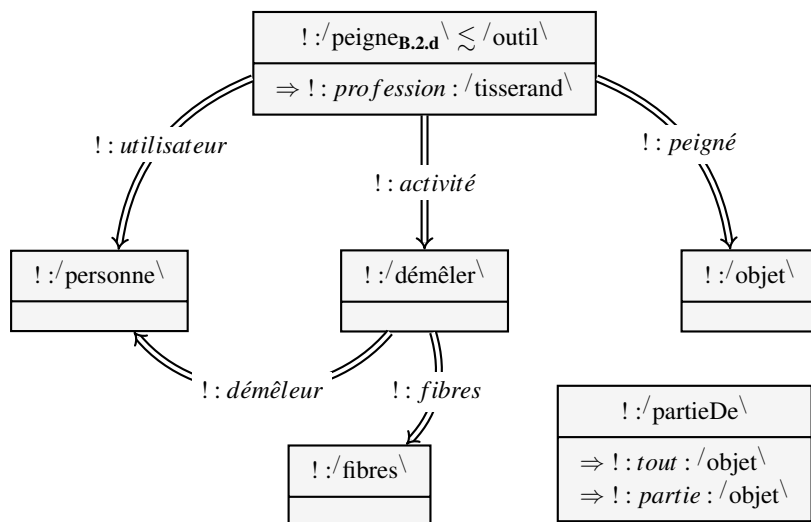 ! :/peigneB.2.d\ ≲ /outil\
⇒ ! : profession : /tisserand\
! : utilisateur
! : activité
! : peigné
! :/personne\
! :/démêler\
! :/objet\
! : démêleur
! : fibres
! :/partieDe\
⇒ ! : tout : /objet\
⇒ ! : partie : /objet\
! :/fibres\